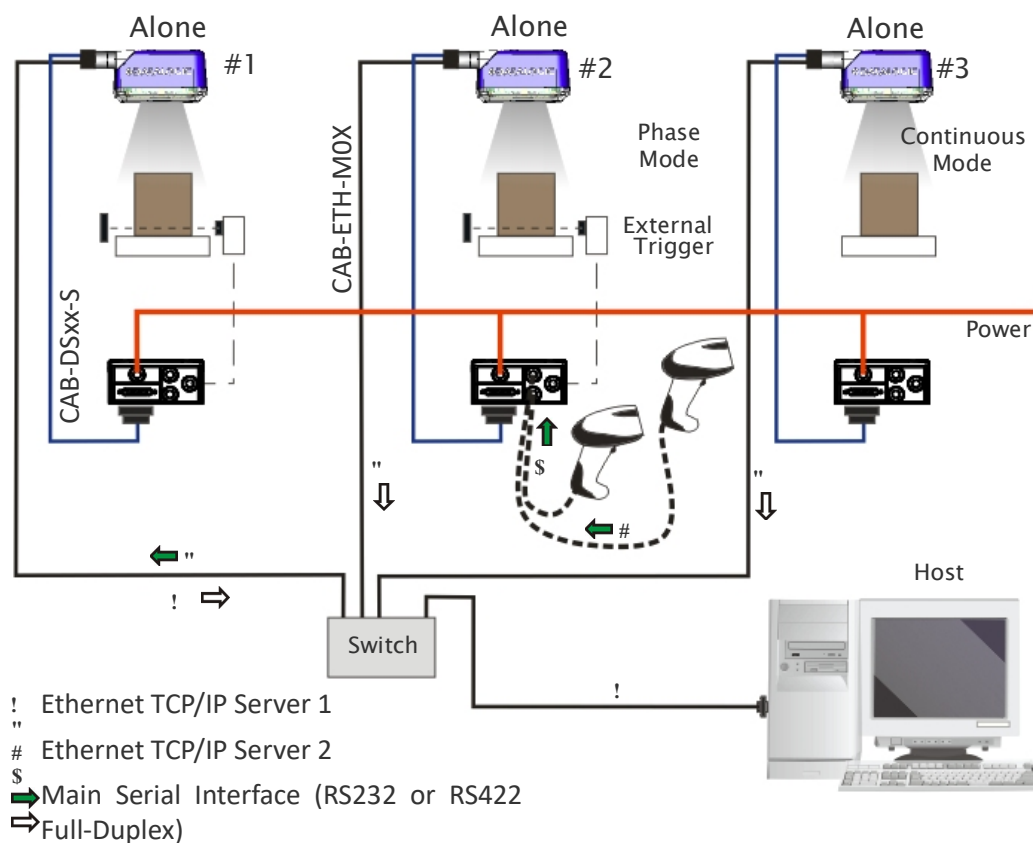 Alone
Alone
Alone
#1
#2
#3
Phase
Mode
Continuous
Mode
CAB-ETH-M0X
External
Trigger
CAB-DSxx-S
Power
"
$
"
#
"
!
Host
Switch
!
! Ethernet TCP/IP Server 1
"
# Ethernet TCP/IP Server 2
$
Main Serial Interface (RS232 or RS422
Full-Duplex)